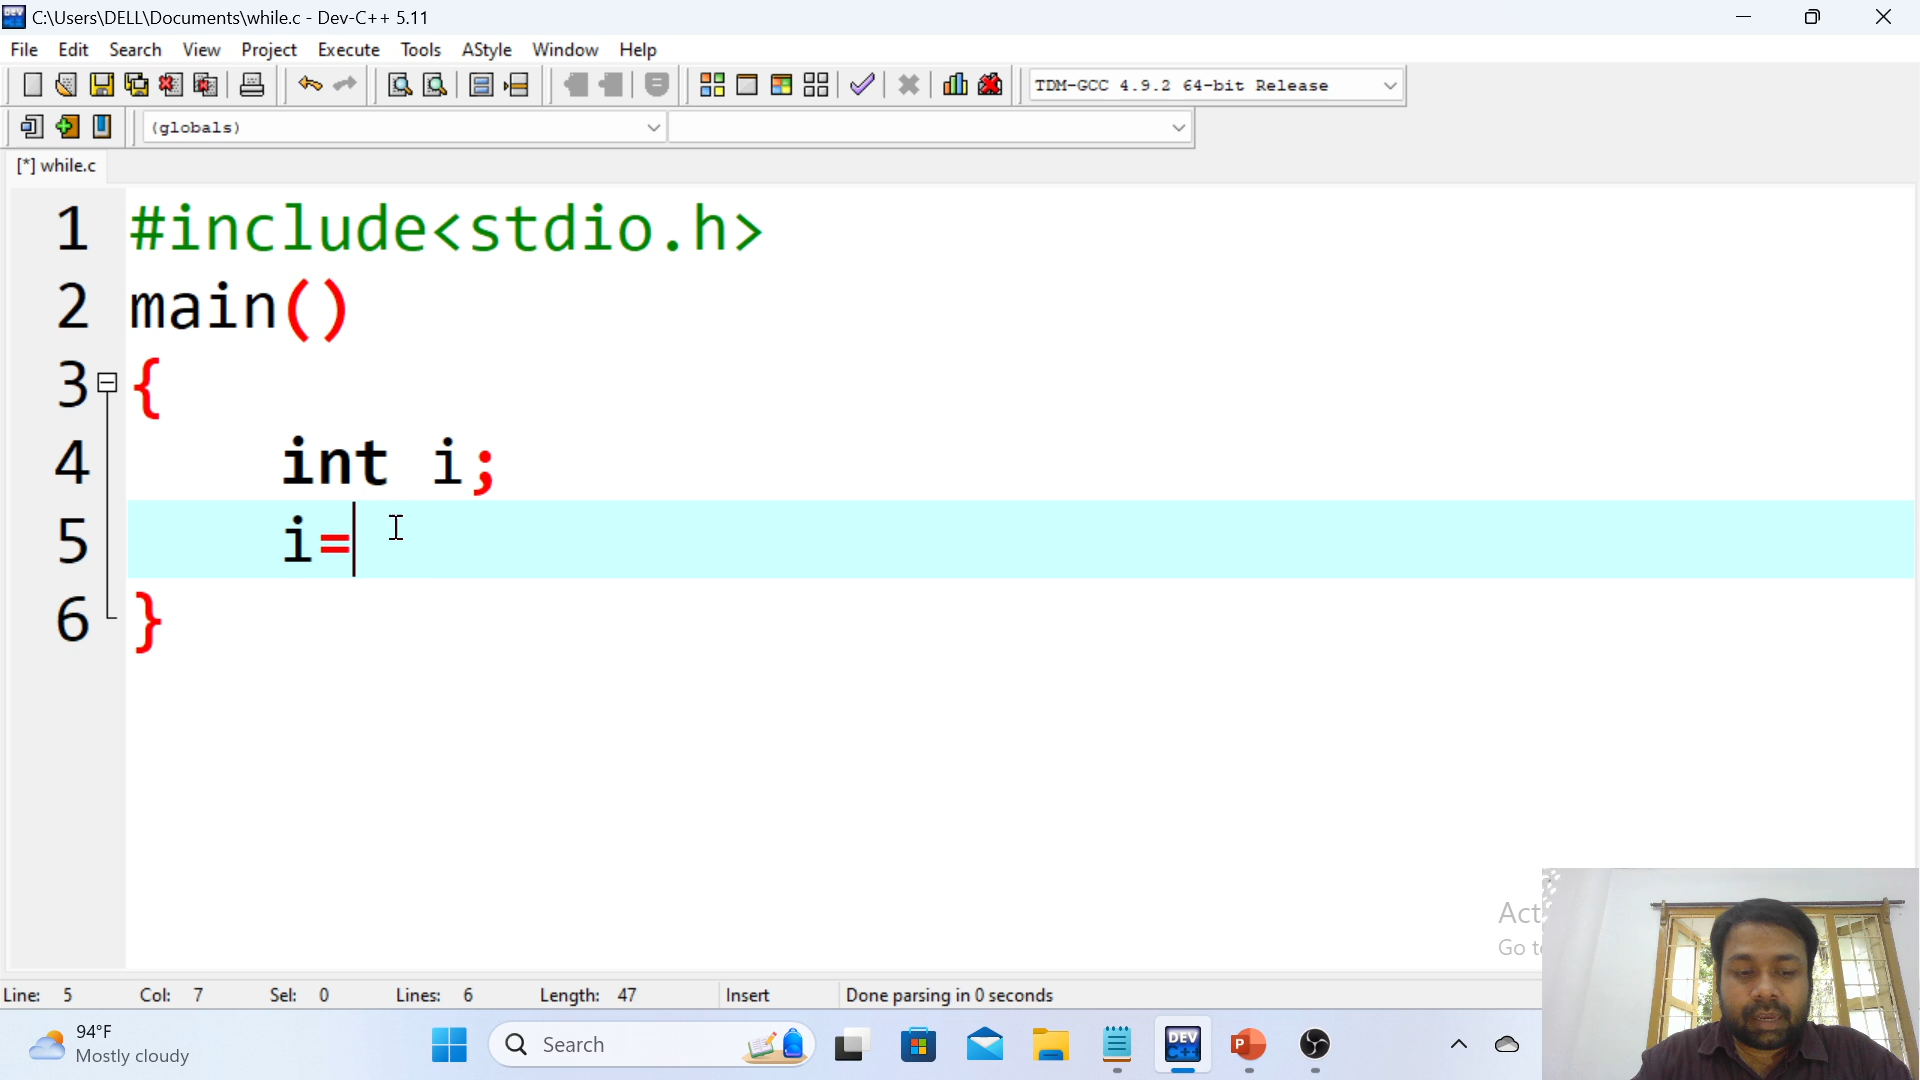 C:\Users\DELL\Documents\while.c - Dev-C++ 5.11
File Edit Search View Project Execute Tools AStyle Window Help
TDM-GCC 4.9.2 64-bit Release
(globals)
[*] while.c
1 #include<stdio.h>
2 main()
3 {
4 int i;
5 i=
6 }
Act
Go t
Line: 5 Col: 7 Sel: 0 Lines: 6 Length: 47 Insert Done parsing in 0 seconds
94°F
Mostly cloudy
Search
DEV C++
P